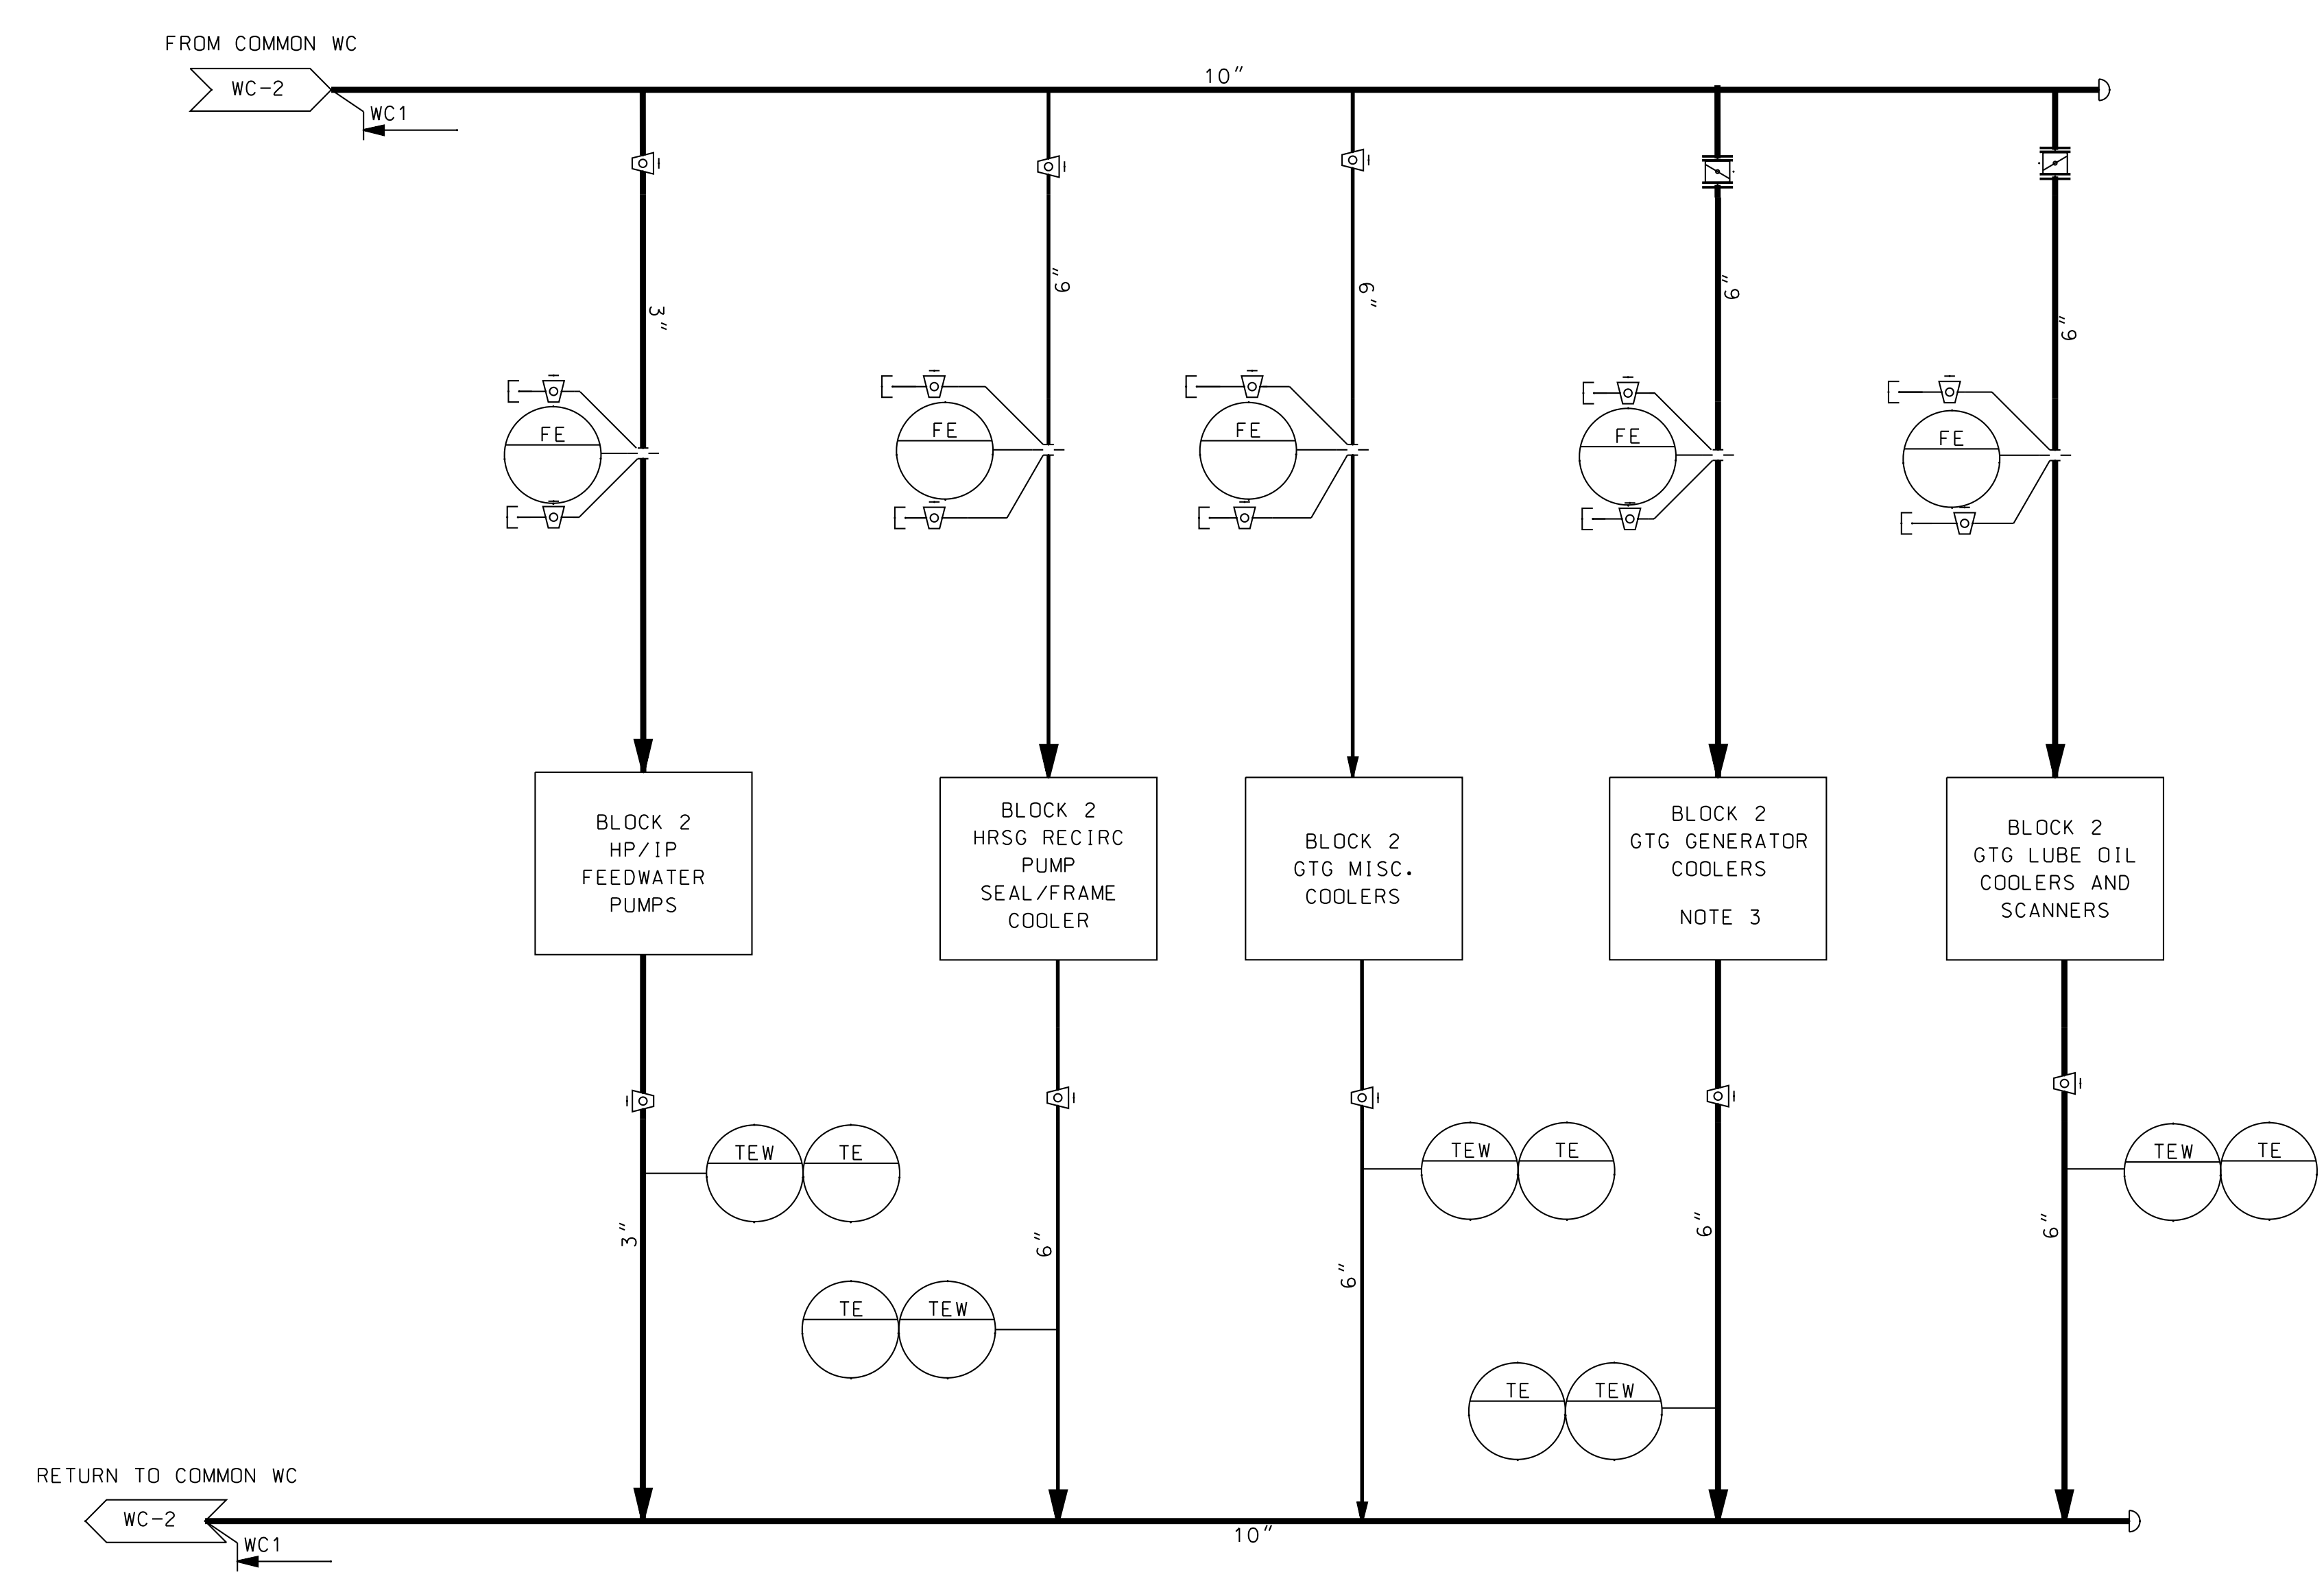 FROM COMMON WC
WC-2
WC1
10"
3"
6"
6"
6"
6"
FE
FE
FE
FE
FE
BLOCK 2
HP/IP
FEEDWATER
PUMPS
BLOCK 2
HRSG RECIRC
PUMP
SEAL/FRAME
COOLER
BLOCK 2
GTG MISC.
COOLERS
BLOCK 2
GTG GENERATOR
COOLERS
NOTE 3
BLOCK 2
GTG LUBE OIL
COOLERS AND
SCANNERS
TEW
TE
TEW
TE
TEW
TE
3"
6"
6"
6"
6"
TE
TEW
TE
TEW
RETURN TO COMMON WC
WC-2
WC1
10"